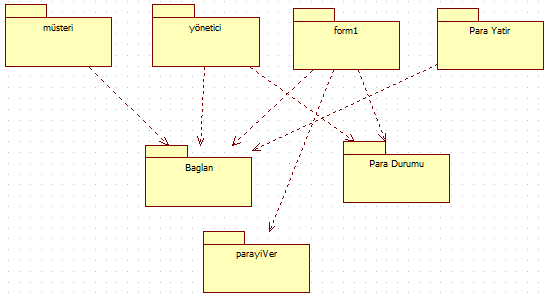 müsteri
yönetici
form1
Para Yatir
Baglan
Para Durumu
parayiVer